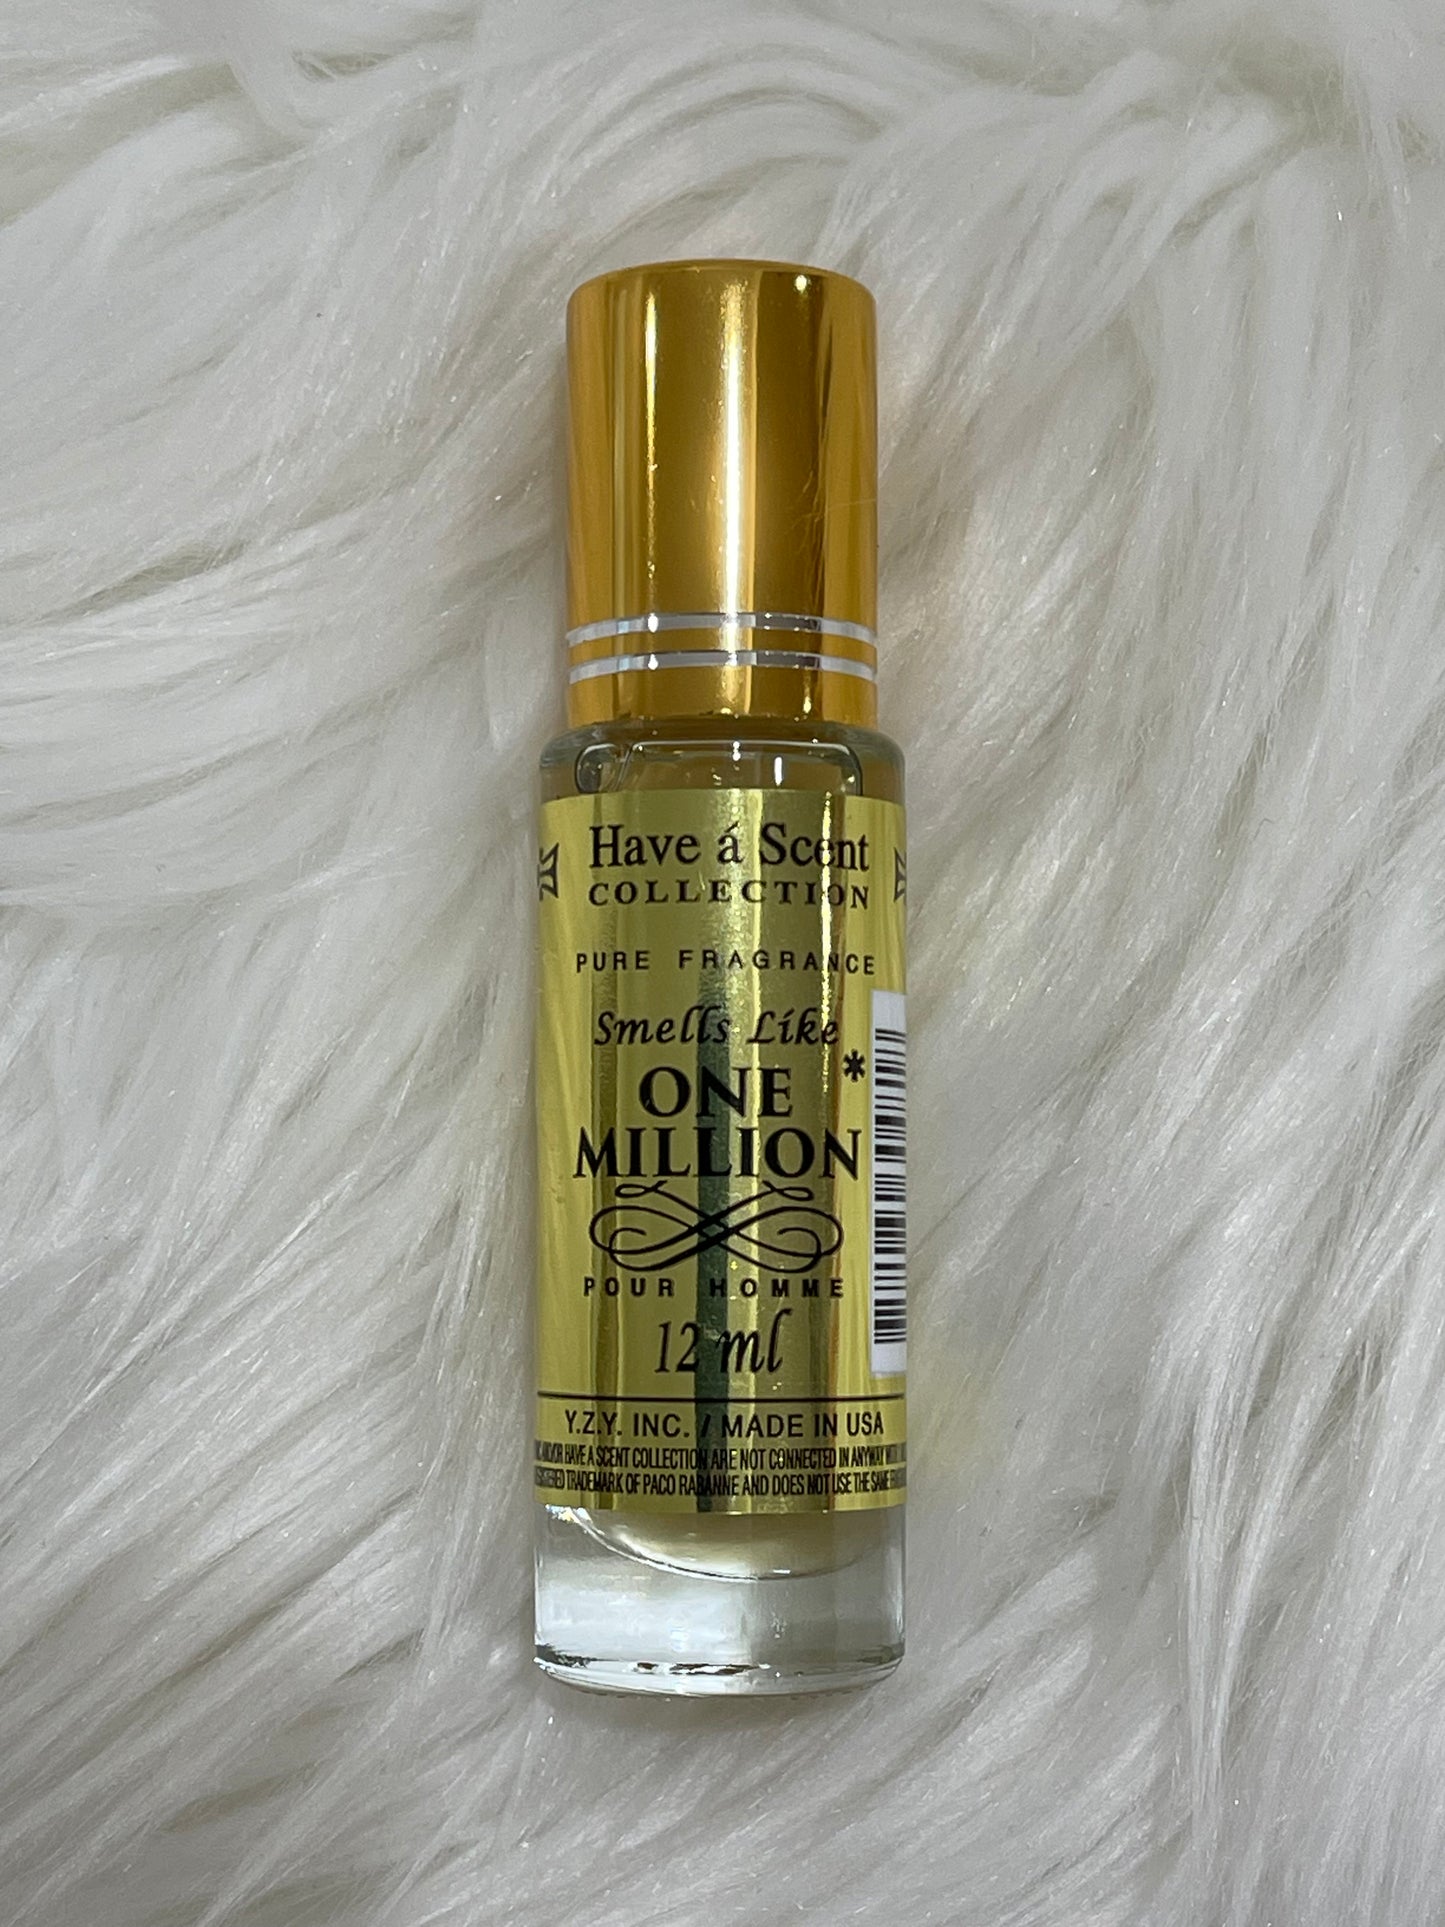 Have á Scent
COLLECTION
PURE FRAGRANCE
Smells Like
ONE *
MILLION
POUR HOMME
12 ml
Y.Z.Y. INC. / MADE IN USA
HAVE A SCENT COLLECTION ARE NOT CONNECTED IN ANYWAY WITH
TRADEMARK OF PACO RABANNE AND DOES NOT USE THE SAME